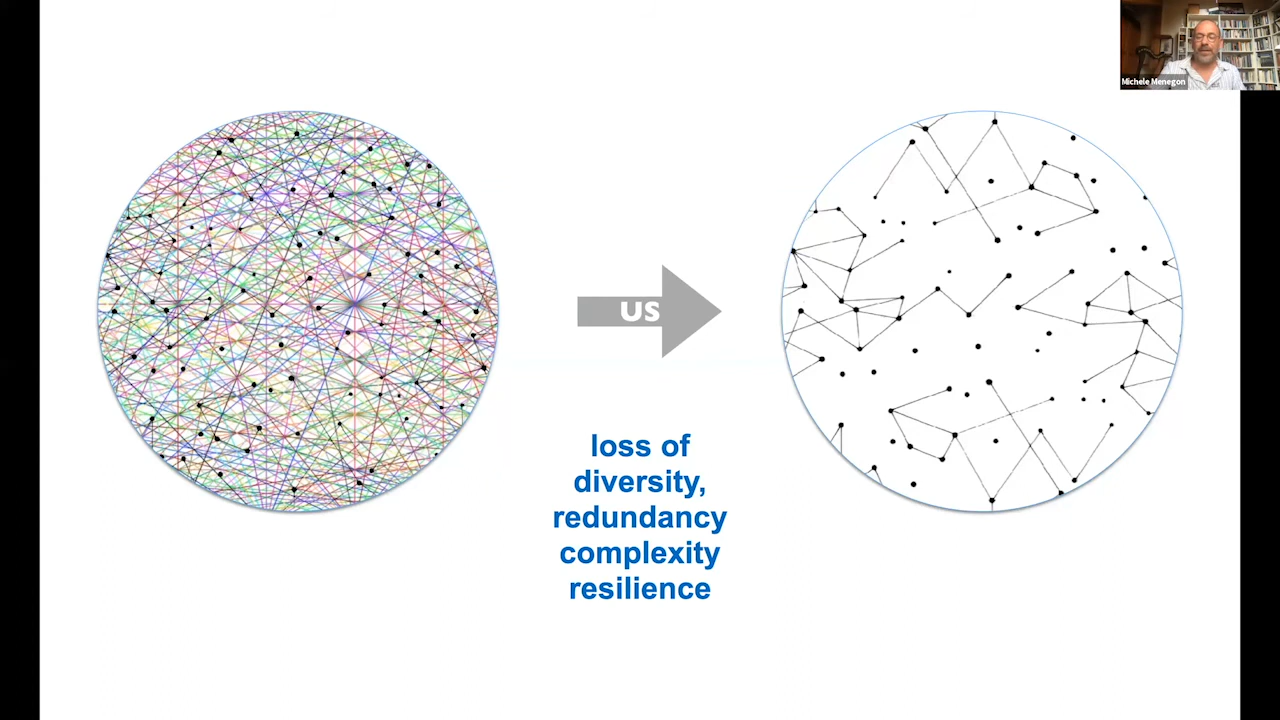 Michele Menegon
US
loss of
diversity,
redundancy
complexity
resilience